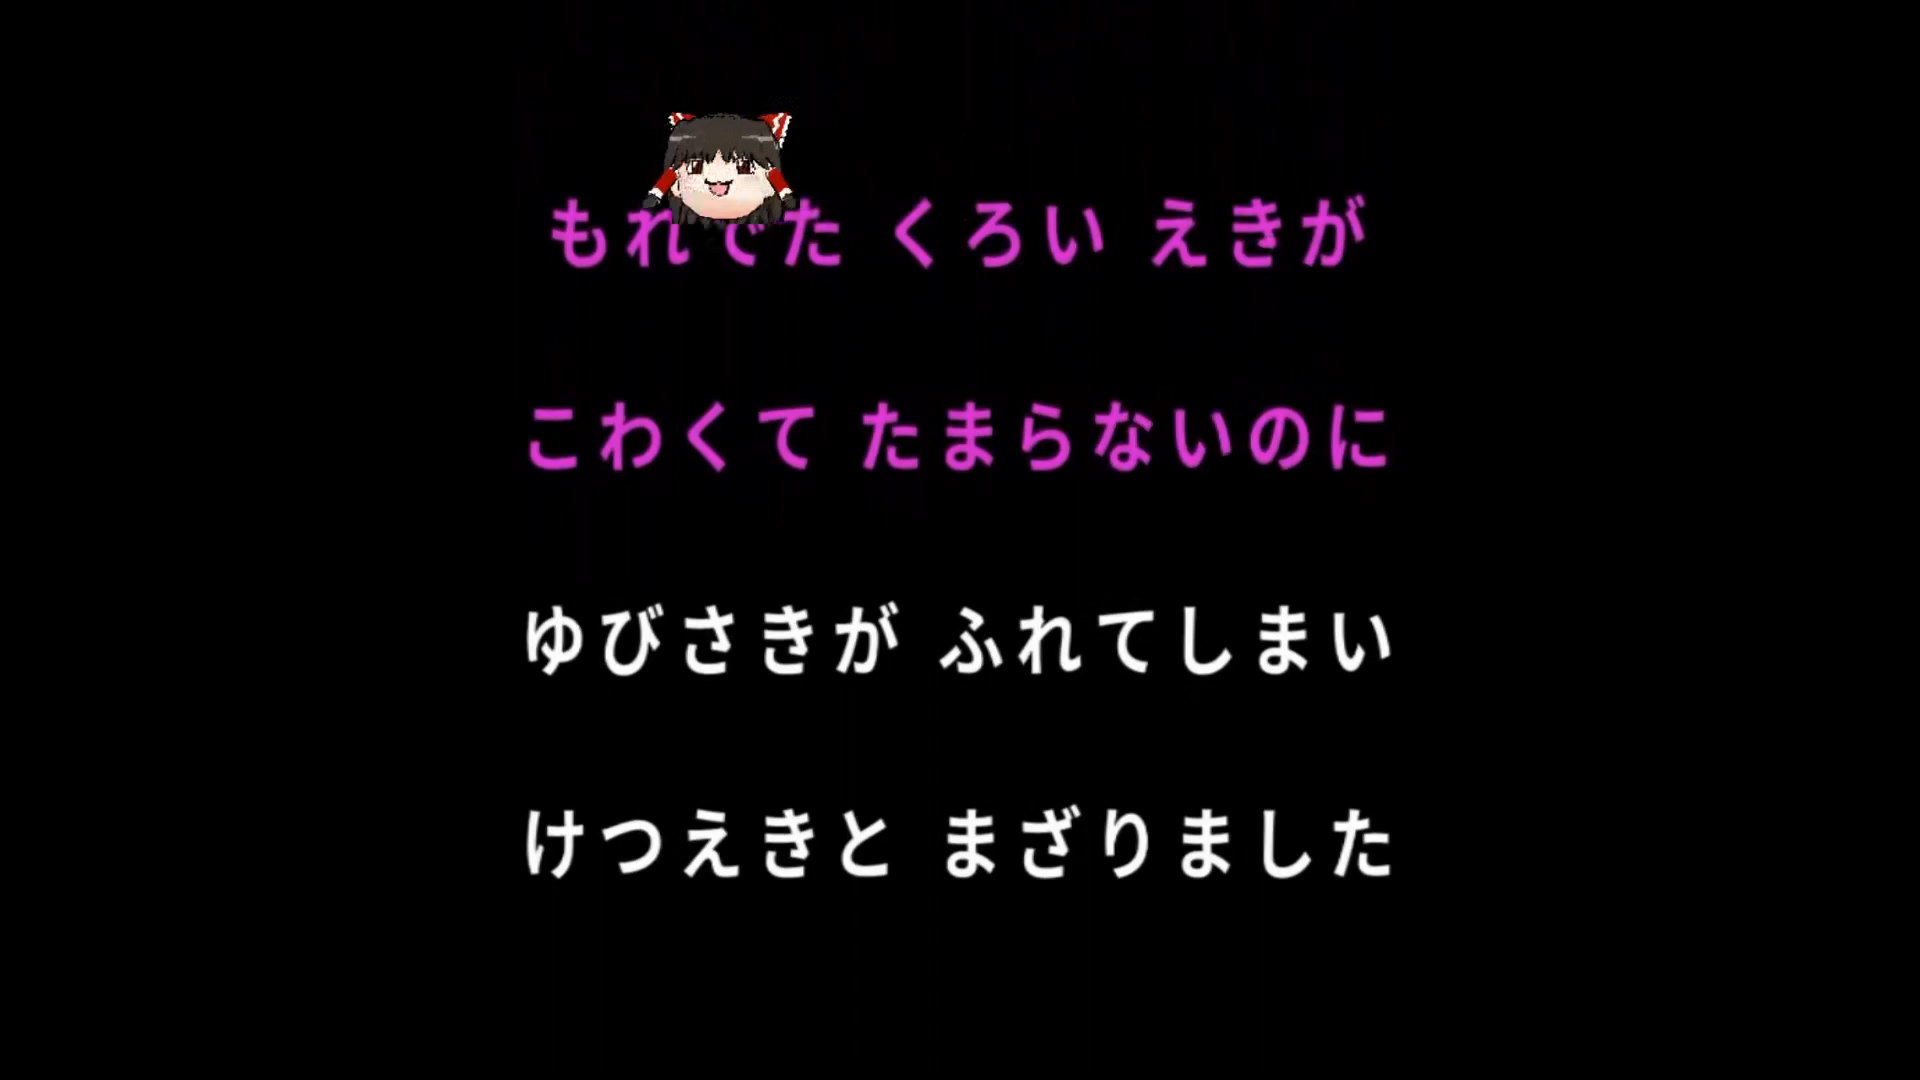 もれでた くろい えきが
こわくて たまらないのに
ゆびさきが ふれてしまい
けつえきと まざりました